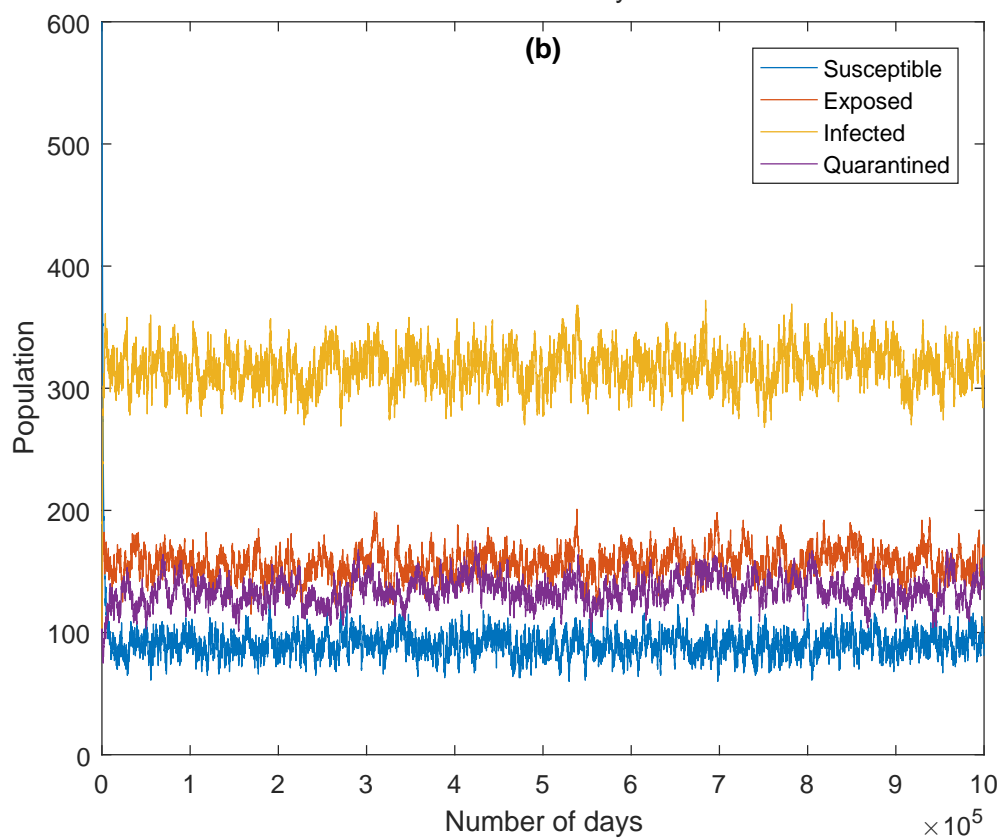 600
(b)
Susceptible
Exposed
Infected
Quarantined
500
400
300
200
100
0
Population
0 1 2 3 4 5 6 7 8 9 10
Number of days
×10^5